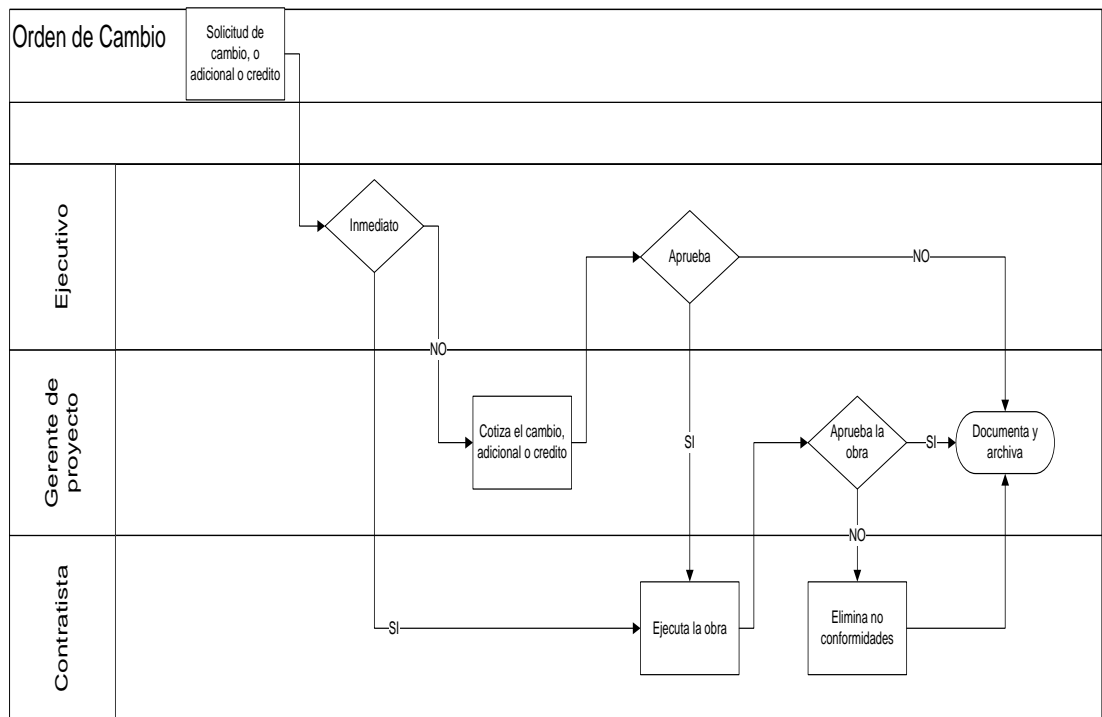 Orden de Cambio
Solicitud de
cambio, o
adicional o credito
Ejecutivo
Inmediato
Aprueba
NO
NO
Gerente de
proyecto
Cotiza el cambio,
adicional o credito
SI
Aprueba la
obra
SI
Documenta y
archiva
NO
Contratista
SI
Ejecuta la obra
Elimina no
conformidades